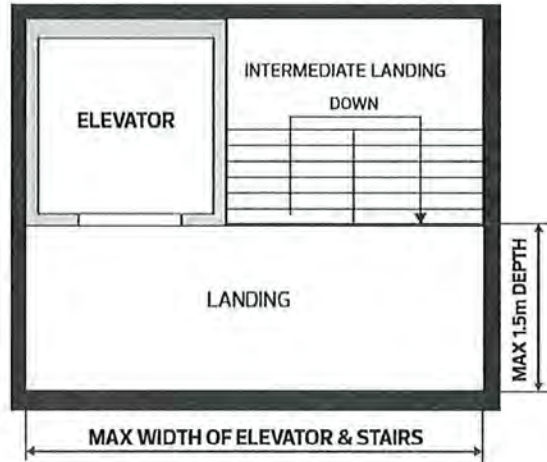 INTERMEDIATE LANDING
DOWN
ELEVATOR
LANDING
MAX 1.5m DEPTH
MAX WIDTH OF ELEVATOR & STAIRS